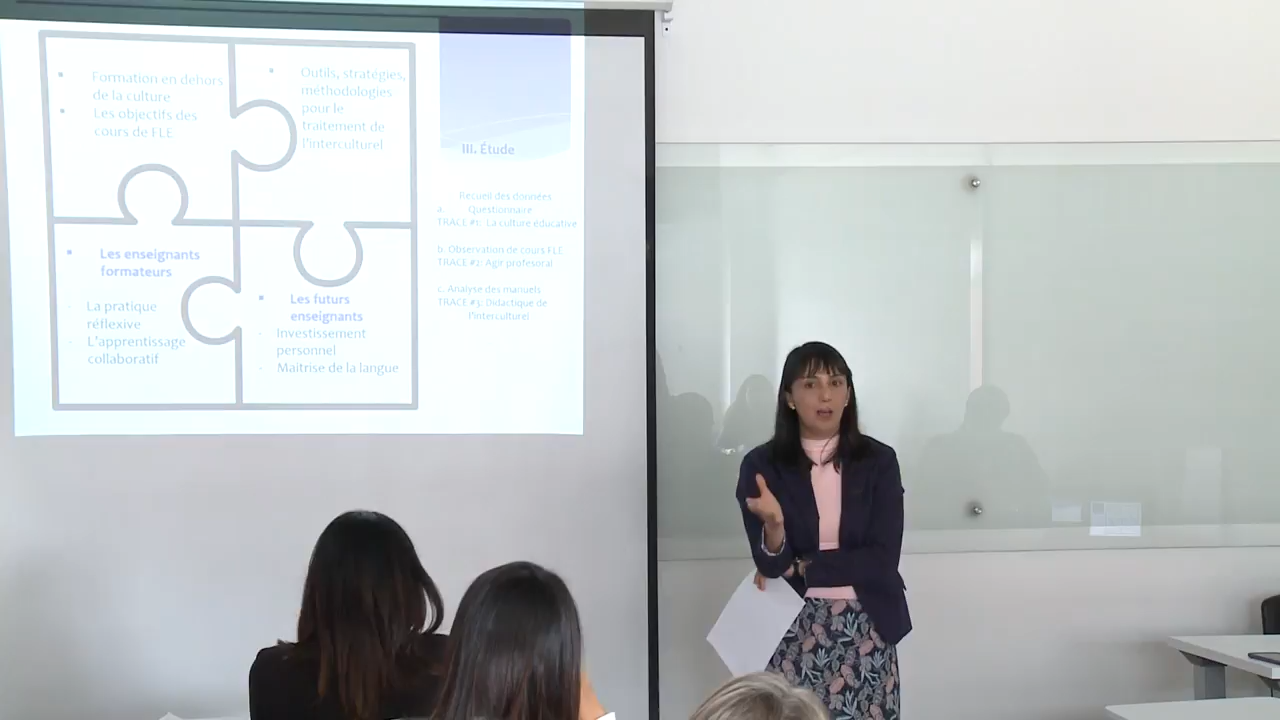 Formation en dehors
de la culture
Les objectifs des
cours de FLE
Outils, stratégies,
méthodologies
pour le
traitement de
l'interculturel
Les enseignants
formateurs
- La pratique
réflexive
- L'apprentissage
collaboratif
Les futurs
enseignants
- Investissement
personnel
- Maitrise de la langue
III. Étude
Recueil des données
a. Questionnaire
TRACE #1: La culture éducative
b. Observation de cours FLE
TRACE #2: Agir profesoral
c. Analyse des manuels
TRACE #3: Didactique de
l'interculturel